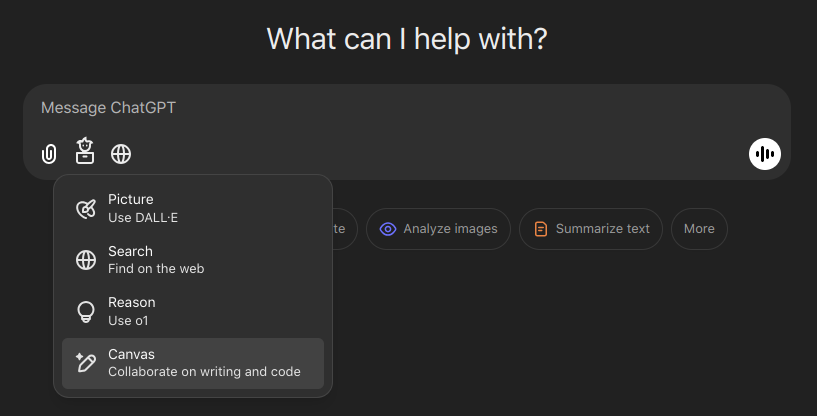 What can I help with?
Message ChatGPT
Picture
Use DALL·E
te
Analyze images
Summarize text
More
Search
Find on the web
Reason
Use o1
Canvas
Collaborate on writing and code